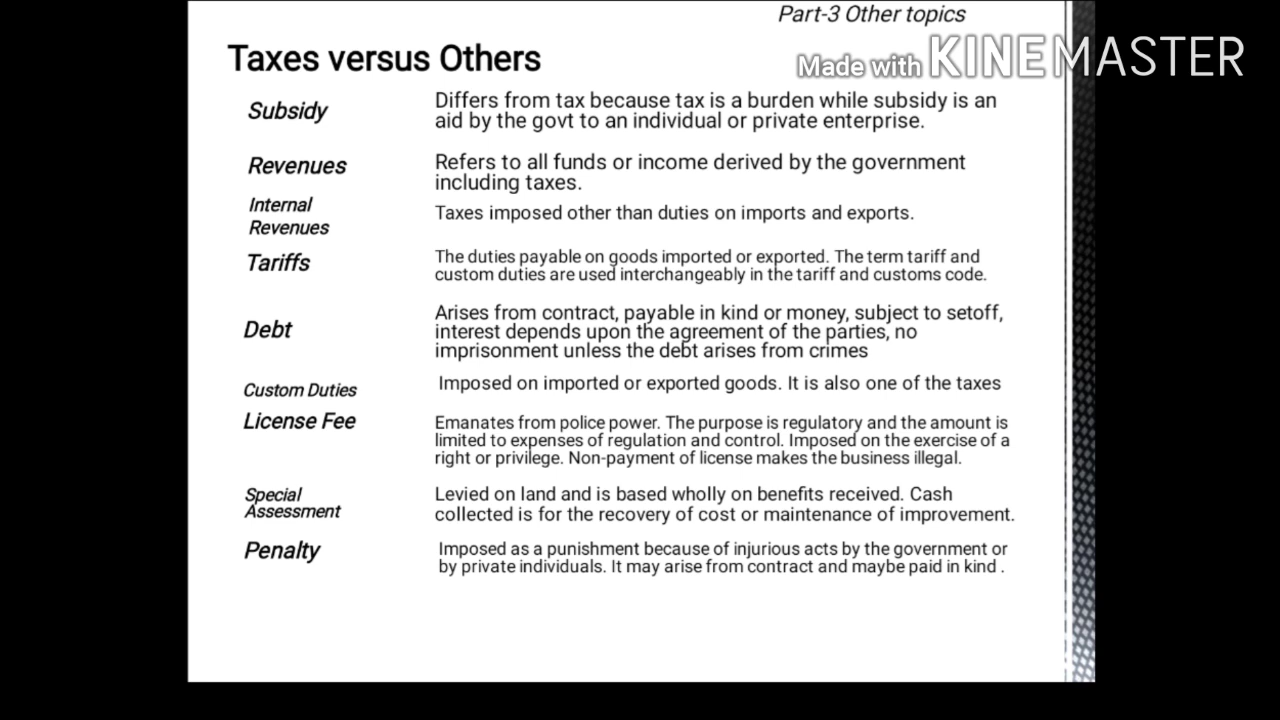 Part-3 Other topics
Made with KINEMASTER
Taxes versus Others
Subsidy
Differs from tax because tax is a burden while subsidy is an
aid by the govt to an individual or private enterprise.
Revenues
Refers to all funds or income derived by the government
including taxes.
Internal
Revenues
Taxes imposed other than duties on imports and exports.
Tariffs
The duties payable on goods imported or exported. The term tariff and
custom duties are used interchangeably in the tariff and customs code.
Debt
Arises from contract, payable in kind or money, subject to setoff,
interest depends upon the agreement of the parties, no
imprisonment unless the debt arises from crimes
Custom Duties
Imposed on imported or exported goods. It is also one of the taxes
License Fee
Emanates from police power. The purpose is regulatory and the amount is
limited to expenses of regulation and control. Imposed on the exercise of a
right or privilege. Non-payment of license makes the business illegal.
Special
Assessment
Levied on land and is based wholly on benefits received. Cash
collected is for the recovery of cost or maintenance of improvement.
Penalty
Imposed as a punishment because of injurious acts by the government or
by private individuals. It may arise from contract and maybe paid in kind .